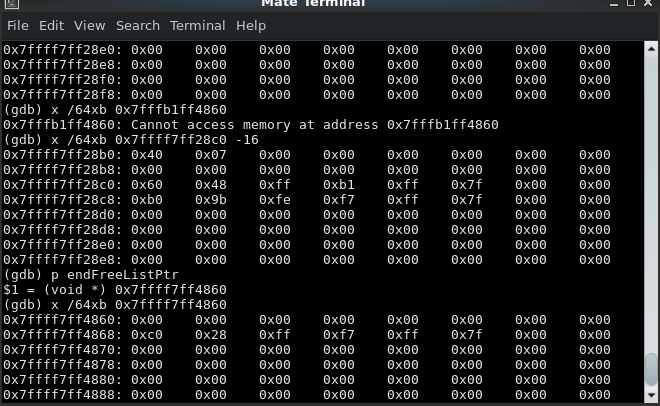 Mate Terminal
File Edit View Search Terminal Help
0x7ffff7ff28e0: 0x00 0x00 0x00 0x00 0x00 0x00 0x00 0x00
0x7ffff7ff28e8: 0x00 0x00 0x00 0x00 0x00 0x00 0x00 0x00
0x7ffff7ff28f0: 0x00 0x00 0x00 0x00 0x00 0x00 0x00 0x00
0x7ffff7ff28f8: 0x00 0x00 0x00 0x00 0x00 0x00 0x00 0x00
(gdb) x /64xb 0x7fffb1ff4860
0x7fffb1ff4860: Cannot access memory at address 0x7fffb1ff4860
(gdb) x /64xb 0x7ffff7ff28c0 -16
0x7ffff7ff28b0: 0x40 0x07 0x00 0x00 0x00 0x00 0x00 0x00
0x7ffff7ff28b8: 0x00 0x00 0x00 0x00 0x00 0x00 0x00 0x00
0x7ffff7ff28c0: 0x60 0x48 0xff 0xb1 0xff 0x7f 0x00 0x00
0x7ffff7ff28c8: 0xb0 0x9b 0xfe 0xf7 0xff 0x7f 0x00 0x00
0x7ffff7ff28d0: 0x00 0x00 0x00 0x00 0x00 0x00 0x00 0x00
0x7ffff7ff28d8: 0x00 0x00 0x00 0x00 0x00 0x00 0x00 0x00
0x7ffff7ff28e0: 0x00 0x00 0x00 0x00 0x00 0x00 0x00 0x00
0x7ffff7ff28e8: 0x00 0x00 0x00 0x00 0x00 0x00 0x00 0x00
(gdb) p endFreeListPtr
$1 = (void *) 0x7ffff7ff4860
(gdb) x /64xb 0x7ffff7ff4860
0x7ffff7ff4860: 0x00 0x00 0x00 0x00 0x00 0x00 0x00 0x00
0x7ffff7ff4868: 0xc0 0x28 0xff 0xf7 0xff 0x7f 0x00 0x00
0x7ffff7ff4870: 0x00 0x00 0x00 0x00 0x00 0x00 0x00 0x00
0x7ffff7ff4878: 0x00 0x00 0x00 0x00 0x00 0x00 0x00 0x00
0x7ffff7ff4880: 0x00 0x00 0x00 0x00 0x00 0x00 0x00 0x00
0x7ffff7ff4888: 0x00 0x00 0x00 0x00 0x00 0x00 0x00 0x00